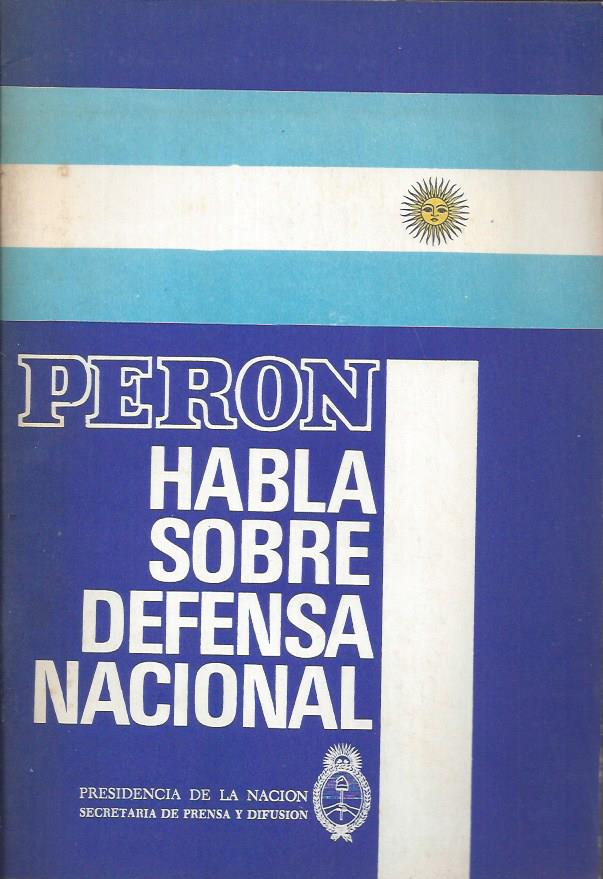 PERON
HABLA
SOBRE
DEFENSA
NACIONAL
PRESIDENCIA DE LA NACION
SECRETARIA DE PRENSA Y DIFUSION